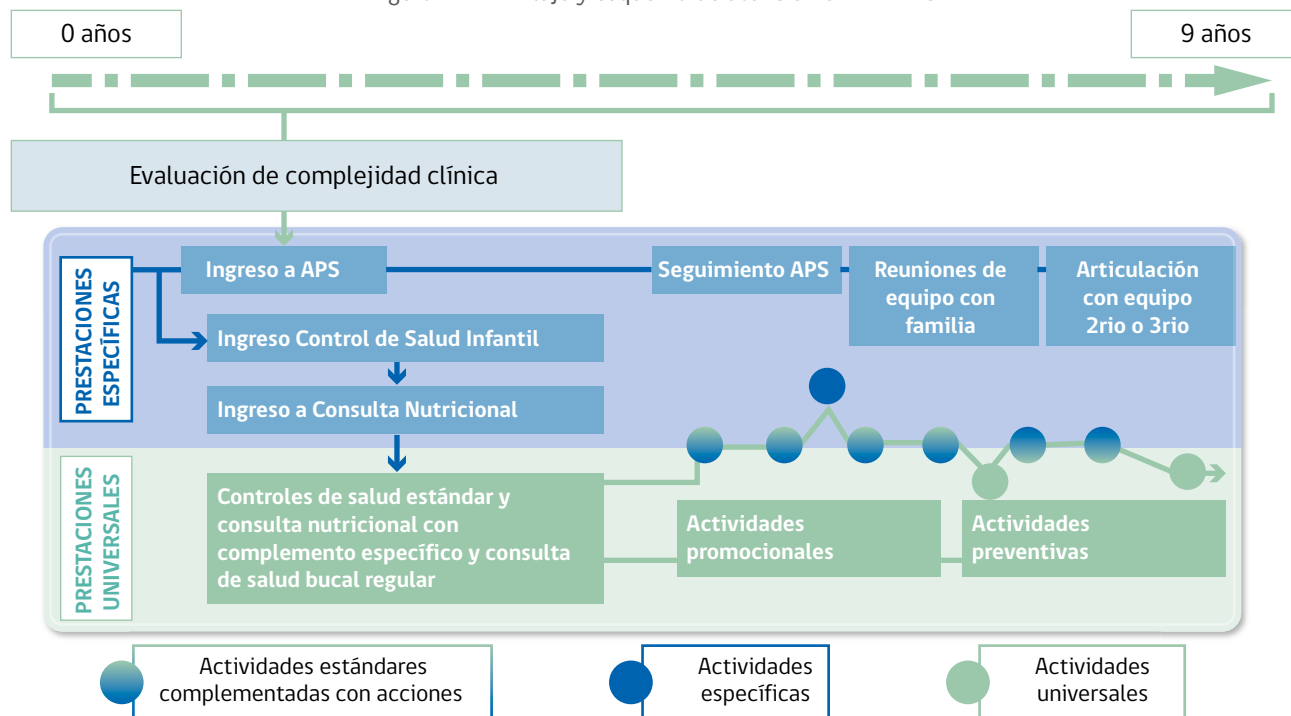 0 años
9 años
Evaluación de complejidad clínica
PRESTACIONES
ESPECÍFICAS
Ingreso a APS
Seguimiento APS
Reuniones de
equipo con
familia
Articulación
con equipo
2rio o 3rio
Ingreso Control de Salud Infantil
Ingreso a Consulta Nutricional
PRESTACIONES
UNIVERSALES
Controles de salud estándar y
consulta nutricional con
complemento específico y consulta
de salud bucal regular
Actividades
promocionales
Actividades
preventivas
Actividades estándares
complementadas con acciones
Actividades
específicas
Actividades
universales